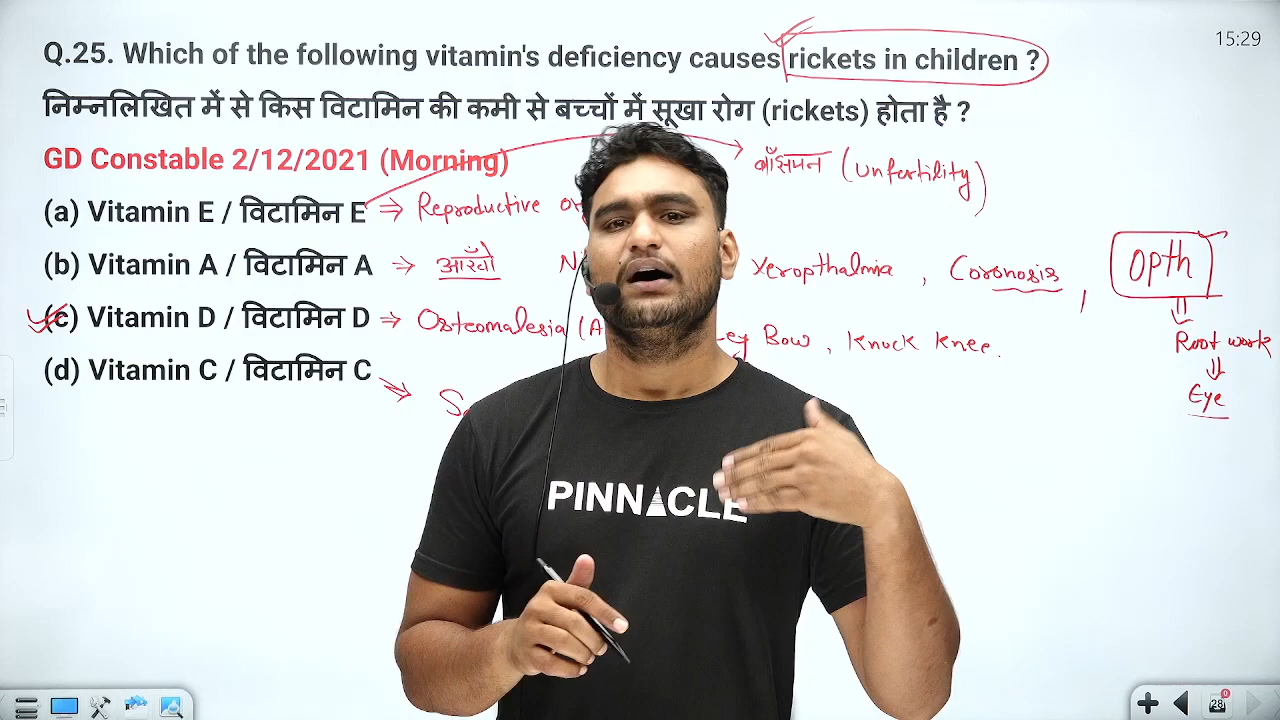 15:29
Q.25. Which of the following vitamin's deficiency causes rickets in children ?
निम्नलिखित में से किस विटामिन की कमी से बच्चों में सूखा रोग (rickets) होता है ?
GD Constable 2/12/2021 (Morning)
बाँझपन (Unfertility)
(a) Vitamin E / विटामिन E ⇒ Reproductive
(b) Vitamin A / विटामिन A → आँखो Xeropthalmia , Coronosis ,
Opth
(c) Vitamin D / विटामिन D ⇒ Osteomalesia (A Bow , Knock Knee.
Root work
Eye
(d) Vitamin C / विटामिन C
PINNACLE
28